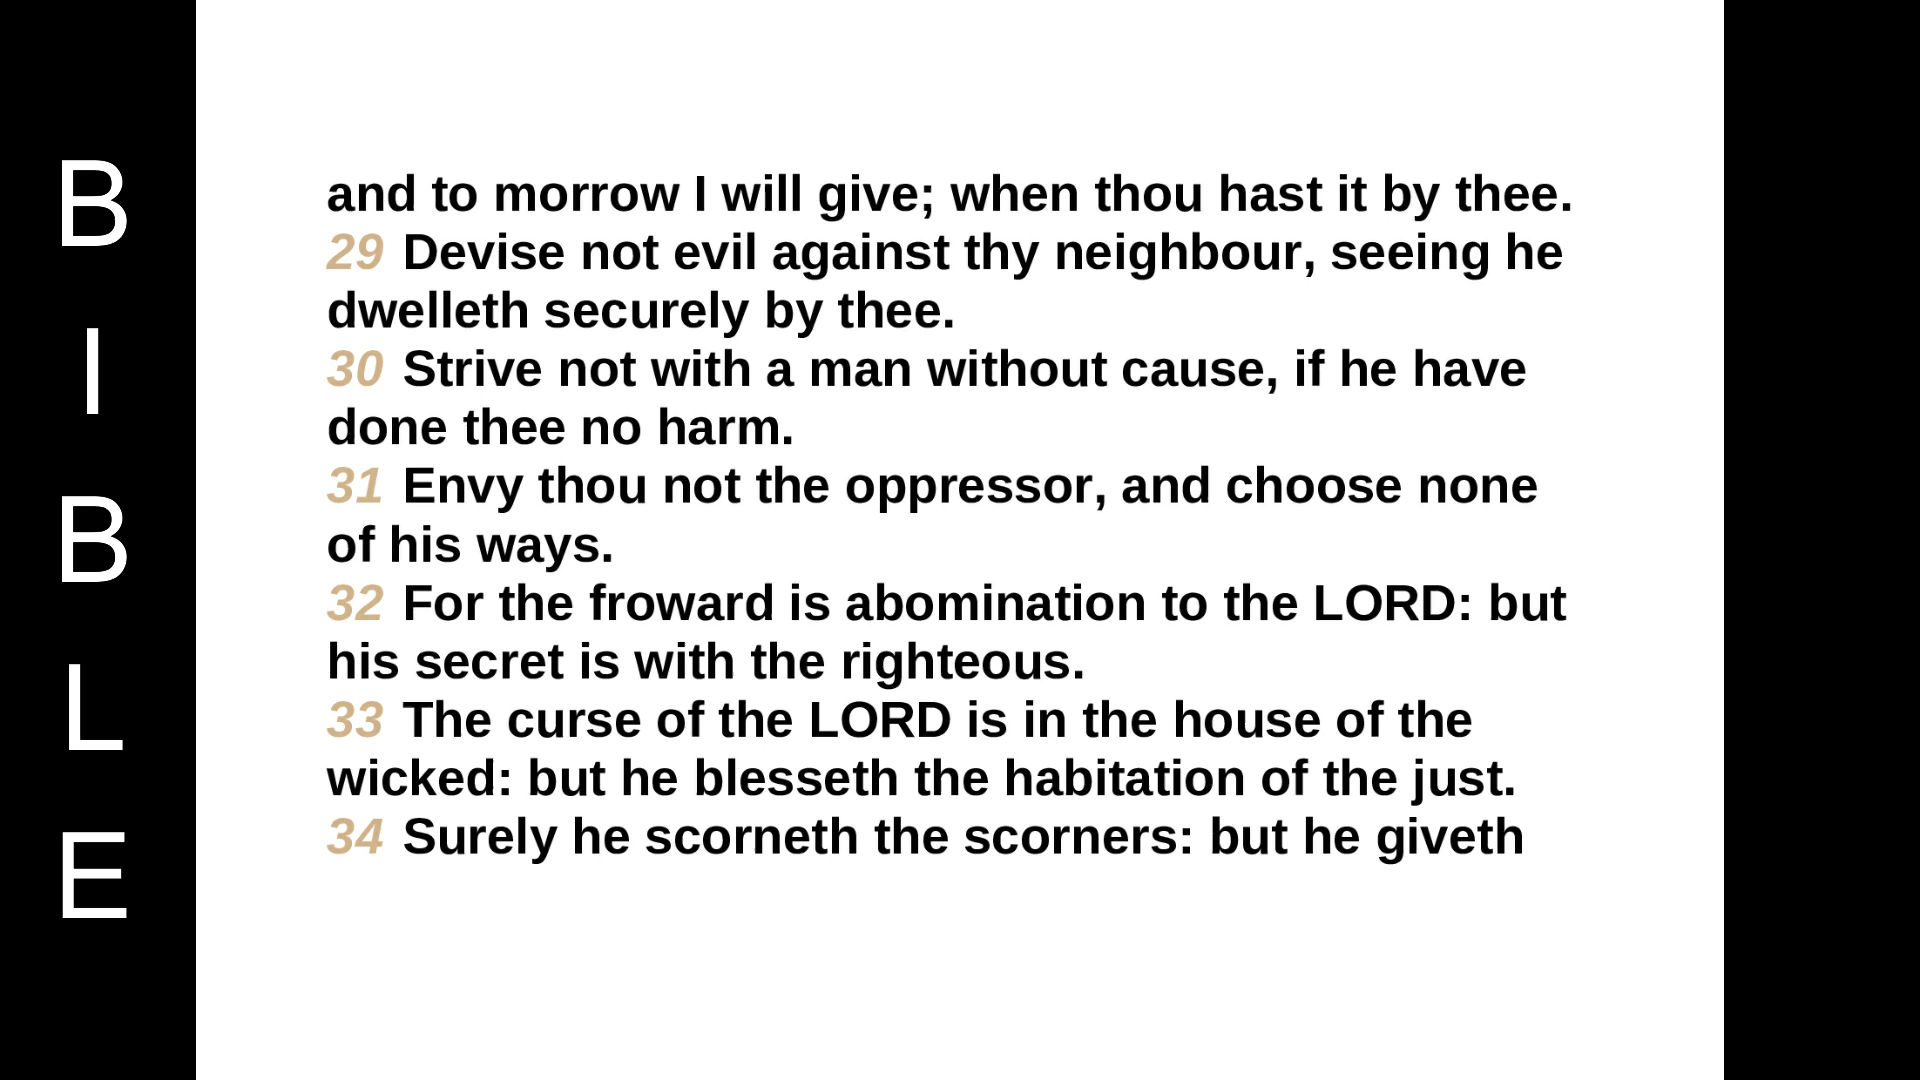 BIBLE
and to morrow I will give; when thou hast it by thee.
29 Devise not evil against thy neighbour, seeing he
dwelleth securely by thee.
30 Strive not with a man without cause, if he have
done thee no harm.
31 Envy thou not the oppressor, and choose none
of his ways.
32 For the froward is abomination to the LORD: but
his secret is with the righteous.
33 The curse of the LORD is in the house of the
wicked: but he blesseth the habitation of the just.
34 Surely he scorneth the scorners: but he giveth